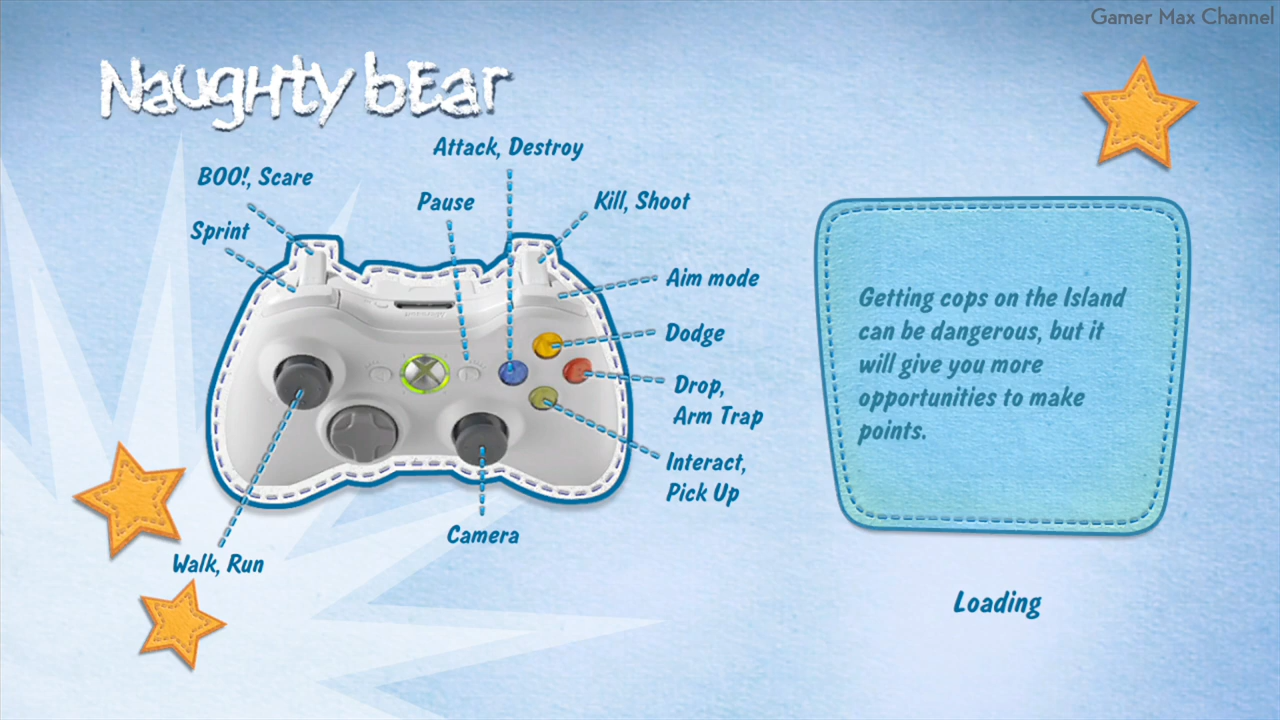 Gamer Max Channel
Naughty bEar
Attack, Destroy
BOO!, Scare
Pause
Kill, Shoot
Sprint
Aim mode
Dodge
Drop,
Arm Trap
Interact,
Pick Up
Camera
Walk, Run
Getting cops on the Island
can be dangerous, but it
will give you more
opportunities to make
points.
Loading